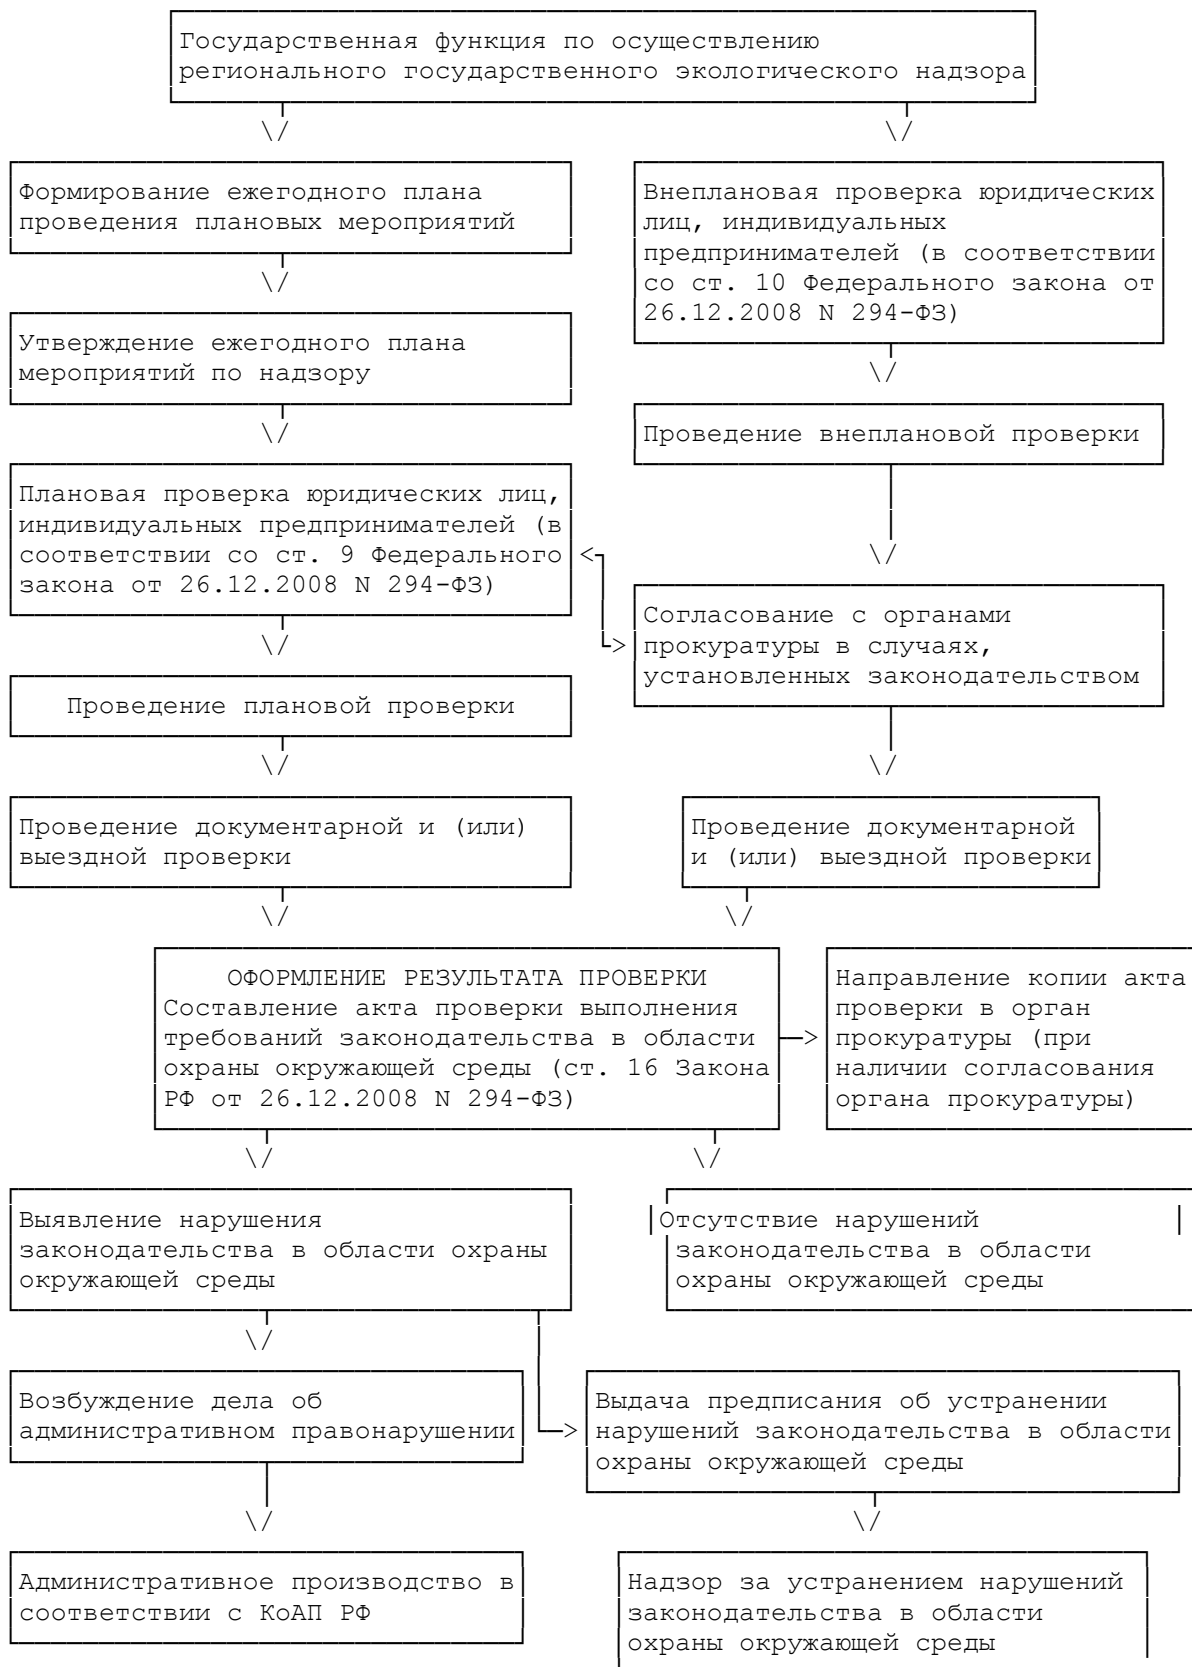 Государственная функция по осуществлению
регионального государственного экологического надзора
Формирование ежегодного плана
проведения плановых мероприятий
Внеплановая проверка юридических
лиц, индивидуальных
предпринимателей (в соответствии
со ст. 10 Федерального закона от
26.12.2008 N 294-ФЗ)
Утверждение ежегодного плана
мероприятий по надзору
Проведение внеплановой проверки
Плановая проверка юридических лиц,
индивидуальных предпринимателей (в
соответствии со ст. 9 Федерального
закона от 26.12.2008 N 294-ФЗ)
Согласование с органами
прокуратуры в случаях,
установленных законодательством
Проведение плановой проверки
Проведение документарной и (или)
выездной проверки
Проведение документарной
и (или) выездной проверки
ОФОРМЛЕНИЕ РЕЗУЛЬТАТА ПРОВЕРКИ
Составление акта проверки выполнения
требований законодательства в области
охраны окружающей среды (ст. 16 Закона
РФ от 26.12.2008 N 294-ФЗ)
Направление копии акта
проверки в орган
прокуратуры (при
наличии согласования
органа прокуратуры)
Выявление нарушения
законодательства в области охраны
окружающей среды
Отсутствие нарушений
законодательства в области
охраны окружающей среды
Возбуждение дела об
административном правонарушении
Выдача предписания об устранении
нарушений законодательства в области
охраны окружающей среды
Административное производство в
соответствии с КоАП РФ
Надзор за устранением нарушений
законодательства в области
охраны окружающей среды